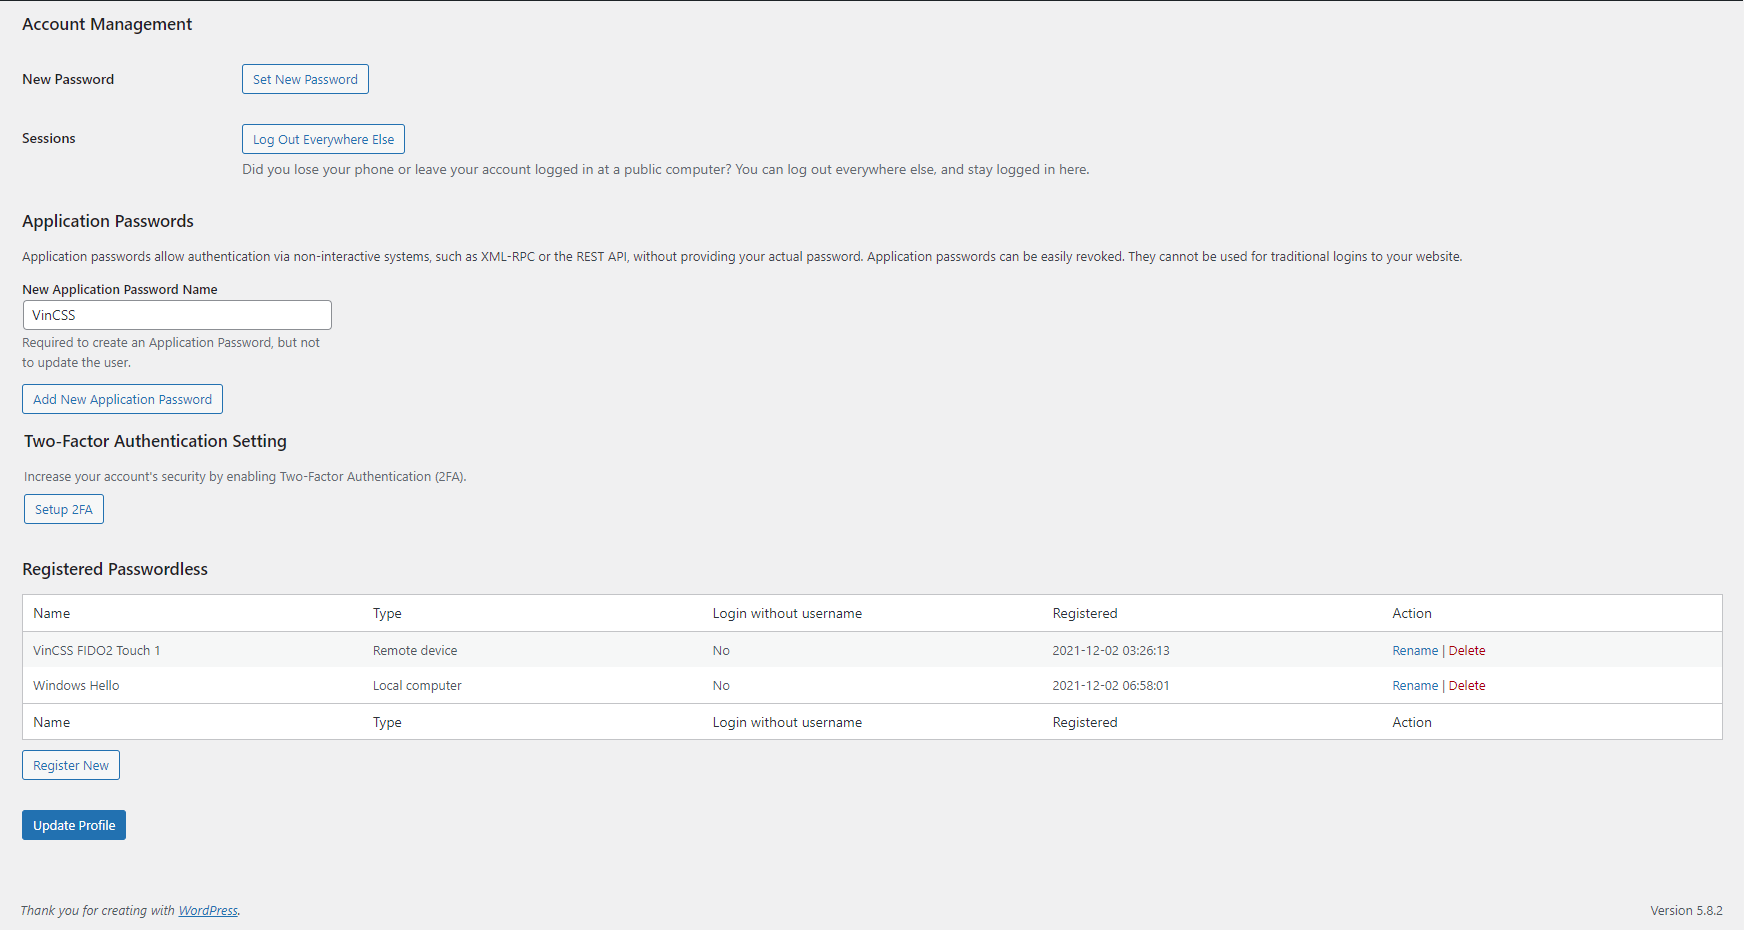 Account Management
New Password
Set New Password
Sessions
Log Out Everywhere Else
Did you lose your phone or leave your account logged in at a public computer? You can log out everywhere else, and stay logged in here.
Application Passwords
Application passwords allow authentication via non-interactive systems, such as XML-RPC or the REST API, without providing your actual password. Application passwords can be easily revoked. They cannot be used for traditional logins to your website.
New Application Password Name
VinCSS
Required to create an Application Password, but not
to update the user.
Add New Application Password
Two-Factor Authentication Setting
Increase your account's security by enabling Two-Factor Authentication (2FA).
Setup 2FA
Registered Passwordless
Name Type Login without username Registered Action
VinCSS FIDO2 Touch 1 Remote device No 2021-12-02 03:26:13 Rename | Delete
Windows Hello Local computer No 2021-12-02 06:58:01 Rename | Delete
Name Type Login without username Registered Action
Register New
Update Profile
Thank you for creating with WordPress. Version 5.8.2